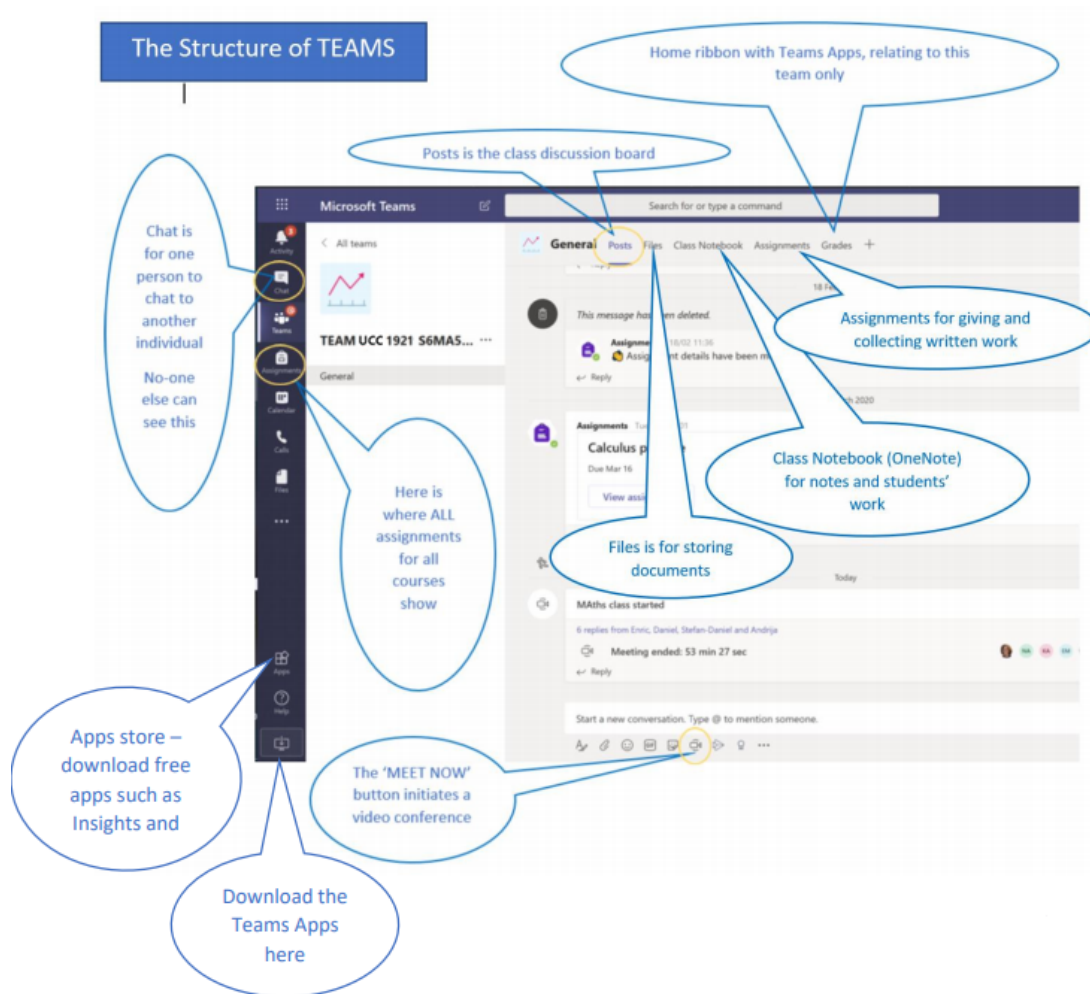 The Structure of TEAMS
Home ribbon with Teams Apps, relating to this
team only
Posts is the class discussion board
Chat is
for one
person to
chat to
another
individual
No-one
else can
see this
Microsoft Teams
Search for or type a command
Activity
Chat
Teams
Assignments
Calendar
Calls
Files
Apps
Help
All teams
TEAM UCC 1921 S6MA5...
General
General Posts Files Class Notebook Assignments Grades +
This message has been deleted.
18/02 11:36
Reply
Assignments
Due Mar 16
Today
MAths class started
6 replies from Enric, Daniel, Stefan-Daniel and Andrija
Meeting ended: 53 min 27 sec
Reply
Start a new conversation. Type @ to mention someone.
Assignments for giving and
collecting written work
Class Notebook (OneNote)
for notes and students'
work
Files is for storing
documents
Here is
where ALL
assignments
for all
courses
show
The 'MEET NOW'
button initiates a
video conference
Apps store –
download free
apps such as
Insights and
Download the
Teams Apps
here